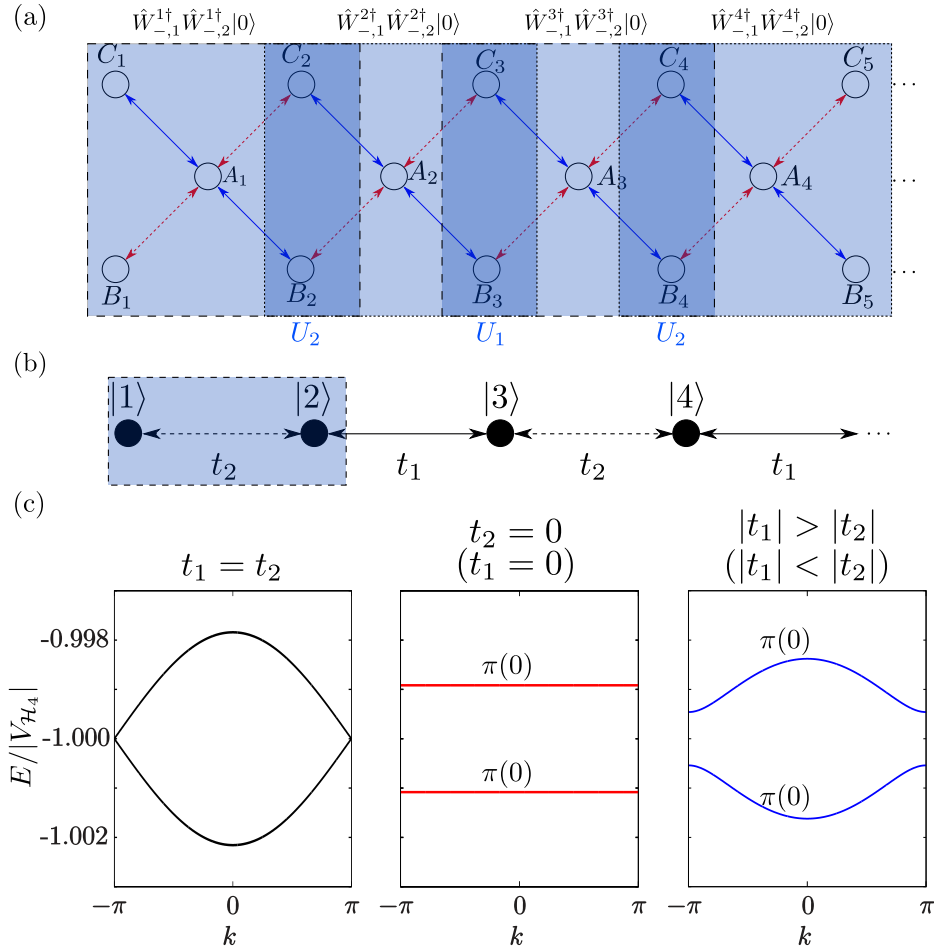 (a)
Ŵ¹†₋,₁Ŵ¹†₋,₂|0⟩ Ŵ²†₋,₁Ŵ²†₋,₂|0⟩ Ŵ³†₋,₁Ŵ³†₋,₂|0⟩ Ŵ⁴†₋,₁Ŵ⁴†₋,₂|0⟩
C₁ C₂ C₃ C₄ C₅ ...
A₁ A₂ A₃ A₄ ...
B₁ B₂ B₃ B₄ B₅ ...
U₂ U₁ U₂
(b)
|1⟩ |2⟩ |3⟩ |4⟩ ...
t₂ t₁ t₂ t₁
(c)
t₁ = t₂
t₂ = 0
(t₁ = 0)
|t₁| > |t₂|
(|t₁| < |t₂|)
E/|V_{ℋ₄}|
-0.998
-1.000
-1.002
π(0)
π(0)
π(0)
π(0)
−π 0 π
−π 0 π
−π 0 π
k k k